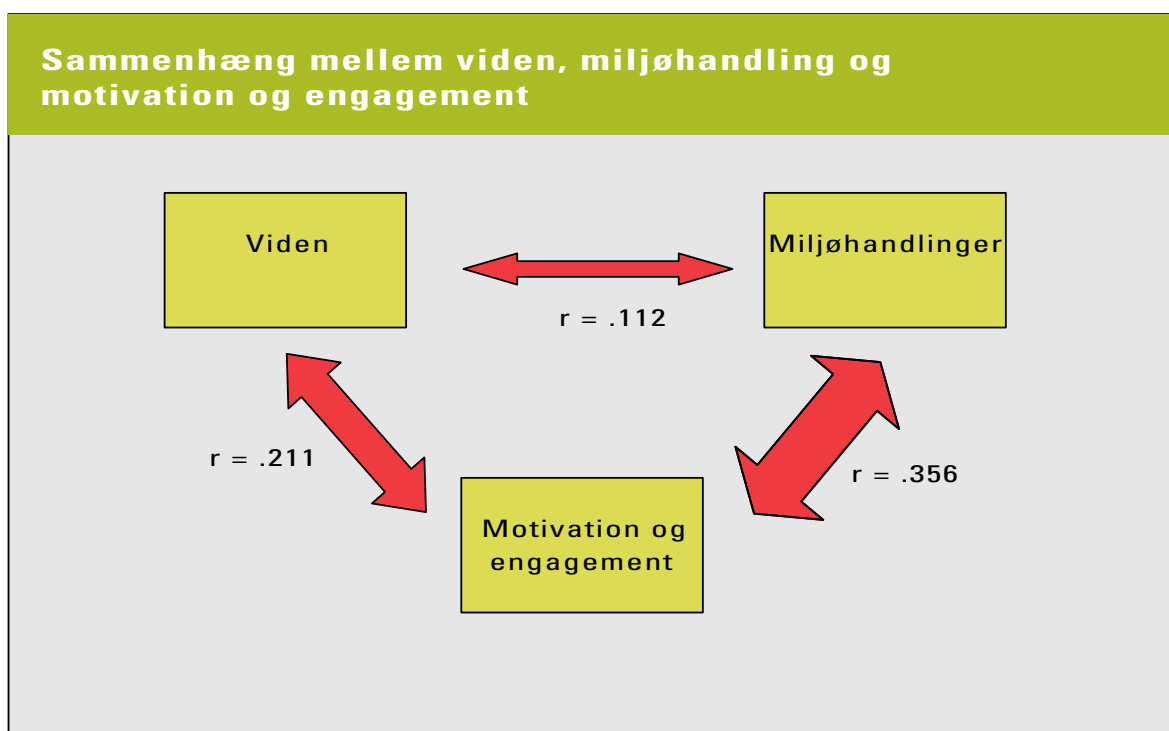 Sammenhæng mellem viden, miljøhandling og
motivation og engagement
Viden
Miljøhandlinger
r = .112
r = .211
r = .356
Motivation og
engagement